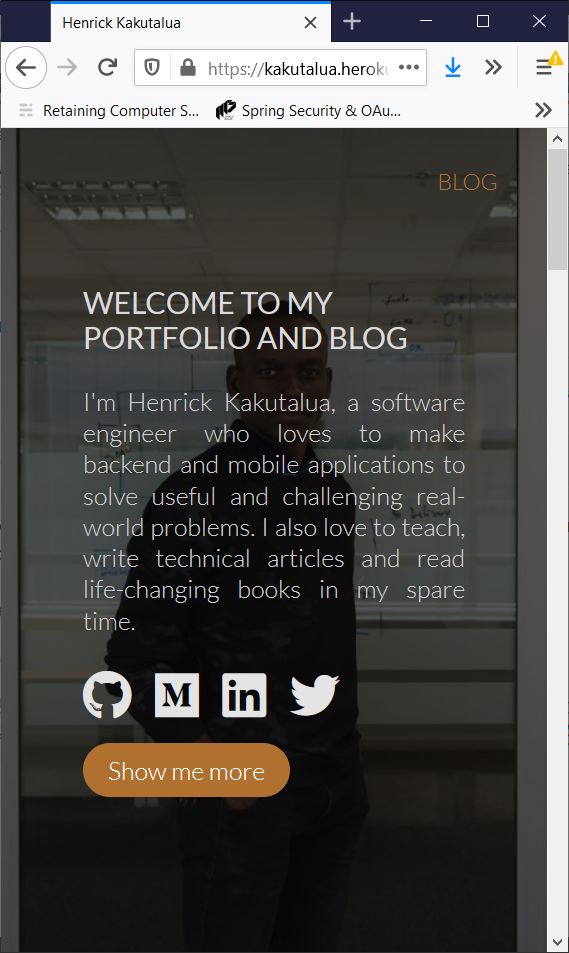 Henrick Kakutalua
https://kakutalua.heroku
Retaining Computer S...
Spring Security & OAu...
BLOG
WELCOME TO MY
PORTFOLIO AND BLOG
I'm Henrick Kakutalua, a software
engineer who loves to make
backend and mobile applications to
solve useful and challenging real-
world problems. I also love to teach,
write technical articles and read
life-changing books in my spare
time.
M
in
Show me more